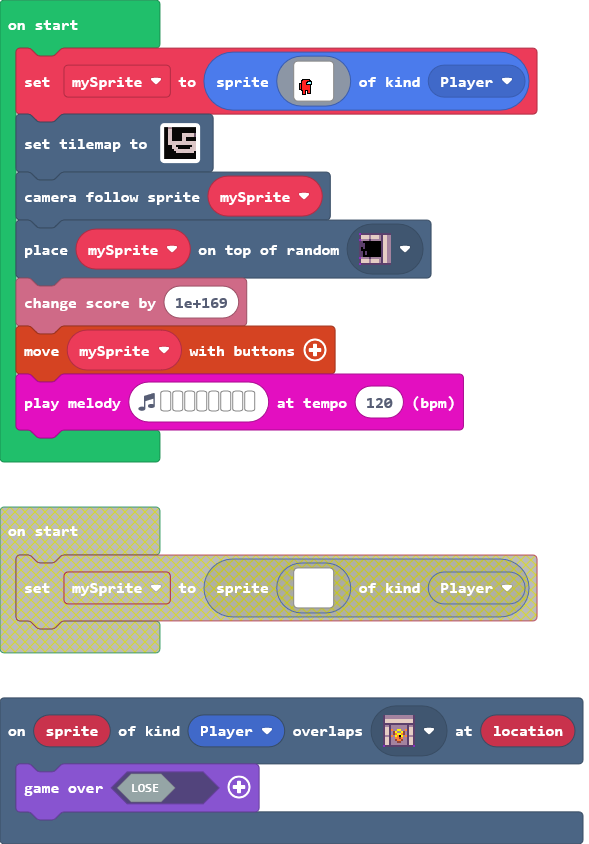 on start
set mySprite to sprite of kind Player
set tilemap to
camera follow sprite mySprite
place mySprite on top of random
change score by 1e+169
move mySprite with buttons
play melody at tempo 120 (bpm)
on start
set mySprite to sprite of kind Player
on sprite of kind Player overlaps at location
game over LOSE